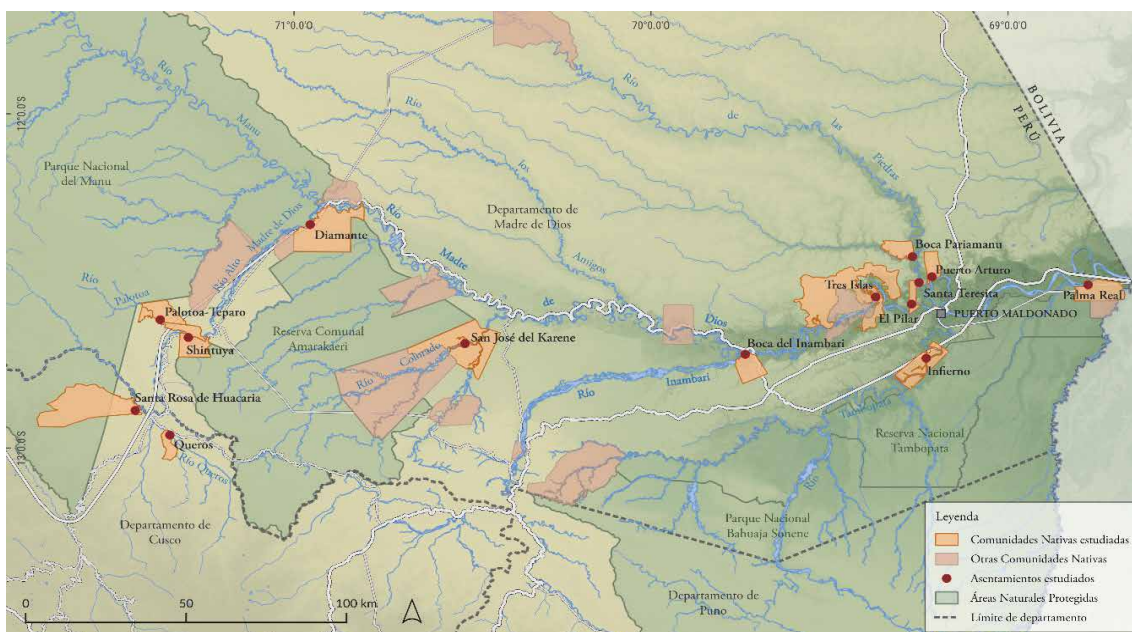 71°0.0'O
70°0.0'O
69°0.0'O
12°0.0'S
13°0.0'S
BOLIVIA
PERÚ
Río
Manu
Parque Nacional
del Manu
Río
de
las
Piedras
Río
los
Amigos
Departamento de
Madre de Dios
Río Alto Madre de Dios
Diamante
Río
Madre
de
Dios
Boca Pariamanu
Puerto Arturo
Tres Islas
Santa Teresita
Palma Real
El Pilar
PUERTO MALDONADO
Río
Palotoa
Palotoa-Teparo
Shintuya
Reserva Comunal
Amarakaeri
San José del Karene
Río Colorado
Boca del Inambari
Río Inambari
Infierno
Santa Rosa de Huacaria
Queros
Río Queros
Río Tambopata
Reserva Nacional
Tambopata
Parque Nacional
Bahuaja Sonene
Departamento de
Cusco
Departamento de
Puno
0 50 100 km
Leyenda
Comunidades Nativas estudiadas
Otras Comunidades Nativas
Asentamientos estudiados
Áreas Naturales Protegidas
Límite de departamento